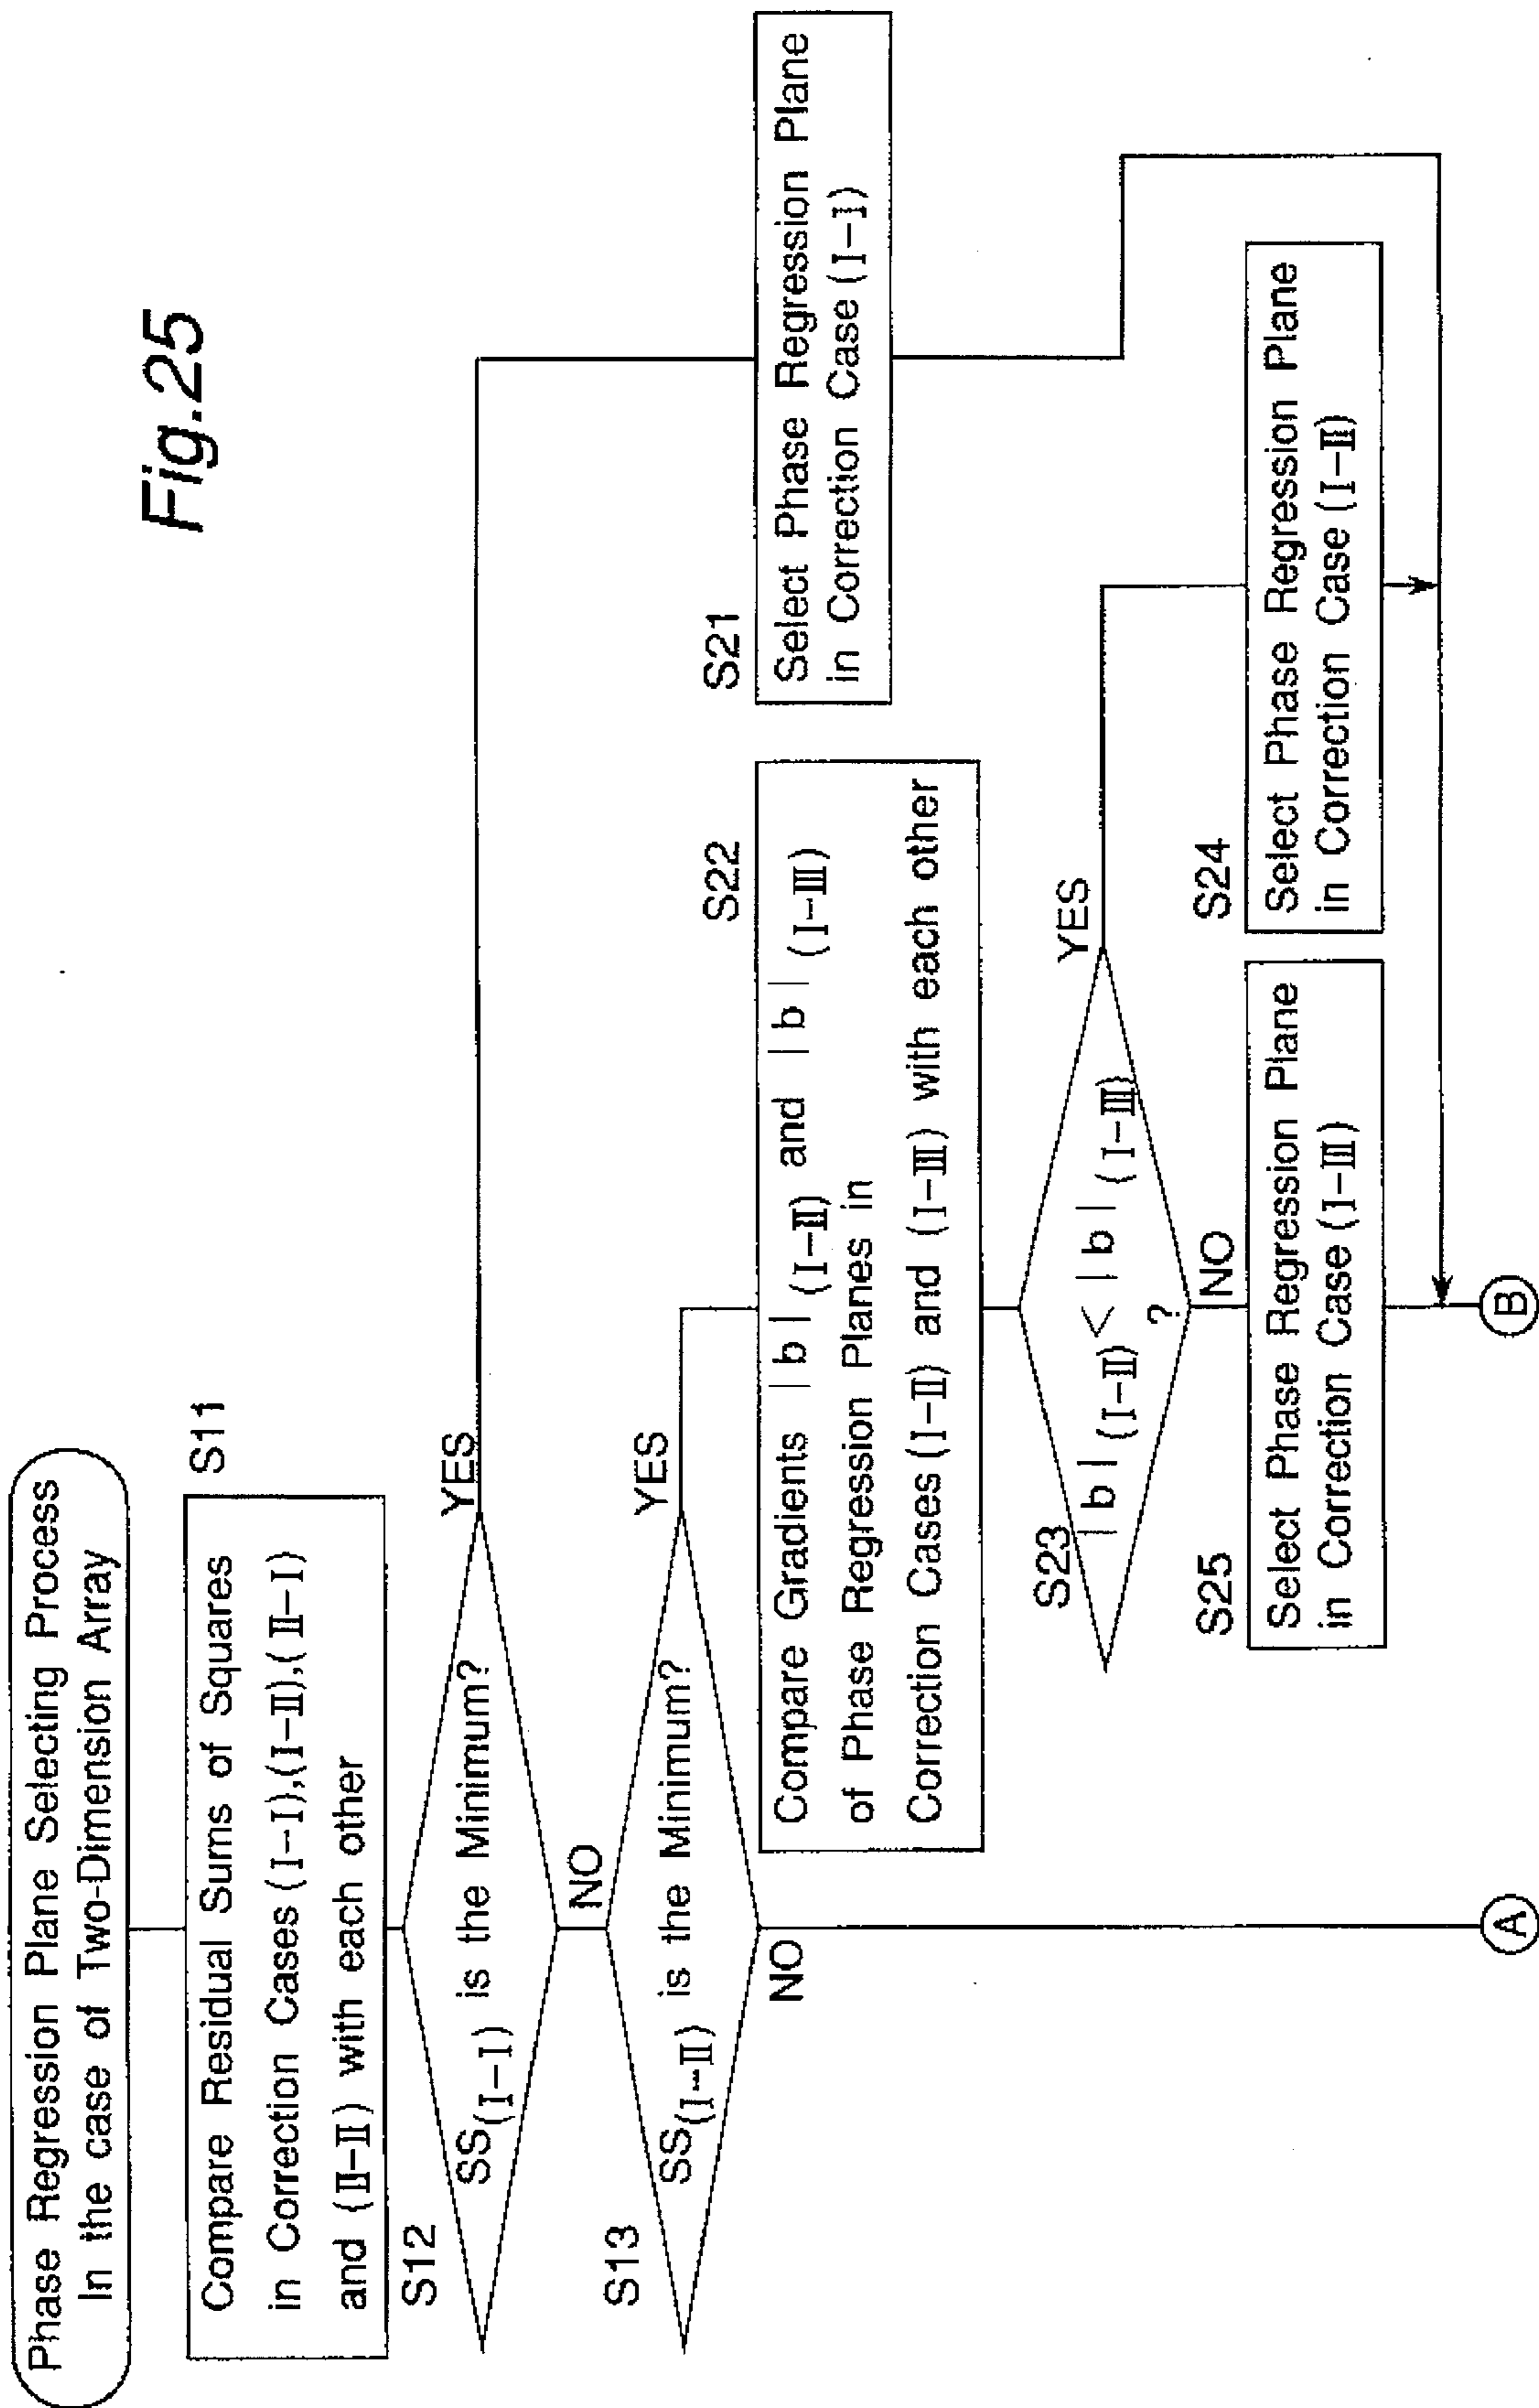 Fig.25
Phase Regression Plane Selecting Process
In the case of Two-Dimension Array
S11
Compare Residual Sums of Squares
in Correction Cases (I-I),(I-II),(II-I)
and (II-II) with each other
S12
SS(I-I) is the Minimum?
YES
NO
S13
SS(I-II) is the Minimum?
YES
NO
S21
Select Phase Regression Plane
in Correction Case (I-I)
S22
Compare Gradients |b|(I-II) and |b|(I-III)
of Phase Regression Planes in
Correction Cases (I-II) and (I-III) with each other
S23
|b|(I-II) < |b|(I-III)
?
YES
NO
S24
Select Phase Regression Plane
in Correction Case (I-II)
S25
Select Phase Regression Plane
in Correction Case (I-III)
A
B